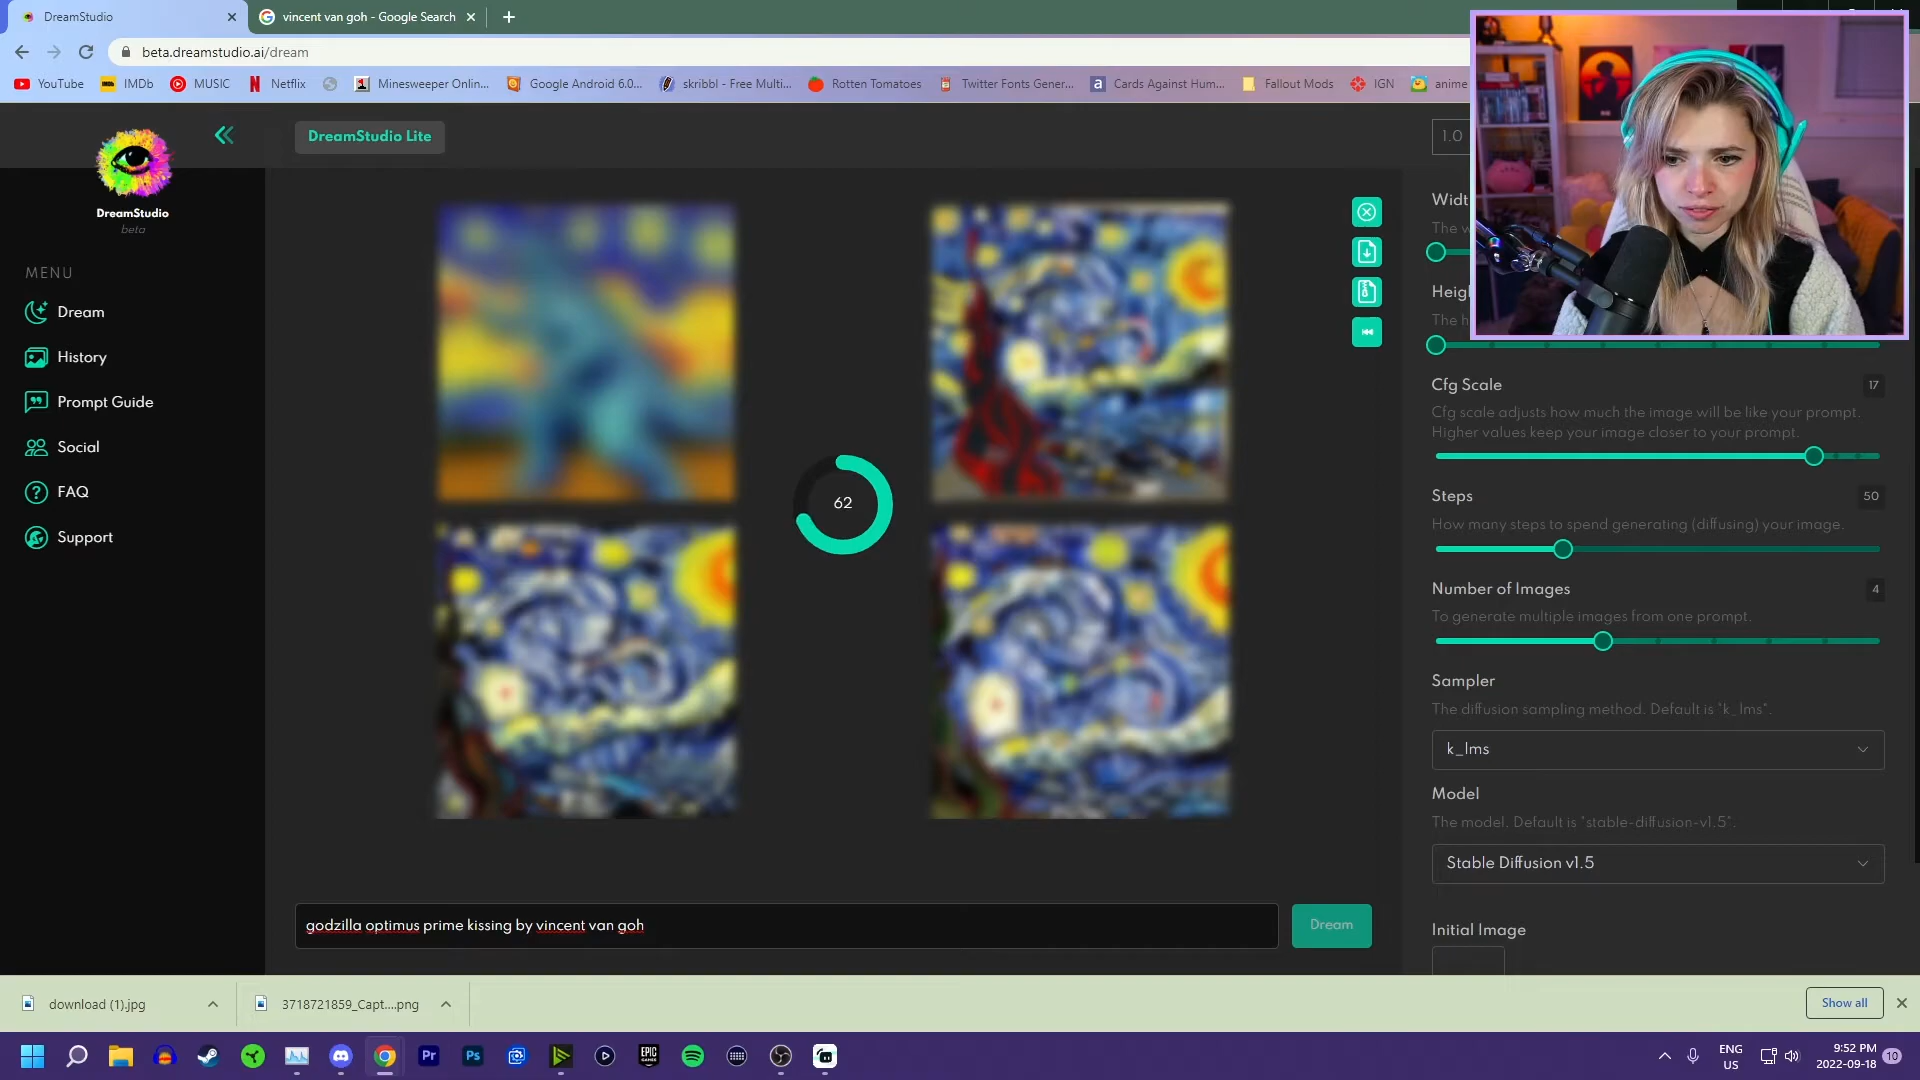 DreamStudio
vincent van goh - Google Search
beta.dreamstudio.ai/dream
YouTube
IMDb
MUSIC
Netflix
Minesweeper Onlin...
Google Android 6.0...
skribbl - Free Multi...
Rotten Tomatoes
Twitter Fonts Gener...
Cards Against Hum...
Fallout Mods
IGN
anime
DreamStudio
beta
MENU
Dream
History
Prompt Guide
Social
FAQ
Support
DreamStudio Lite
62
1.0
Widt
The w
Heigh
The h
Cfg Scale
17
Cfg scale adjusts how much the image will be like your prompt.
Higher values keep your image closer to your prompt.
Steps
50
How many steps to spend generating (diffusing) your image.
Number of Images
4
To generate multiple images from one prompt.
Sampler
The diffusion sampling method. Default is "k_lms".
k_lms
Model
The model. Default is "stable-diffusion-v1.5".
Stable Diffusion v1.5
Initial Image
godzilla optimus prime kissing by vincent van goh
Dream
download (1).jpg
3718721859_Capt....png
Show all
Pr
Ps
EPIC
GAMES
ENG
US
9:52 PM
2022-09-18
10